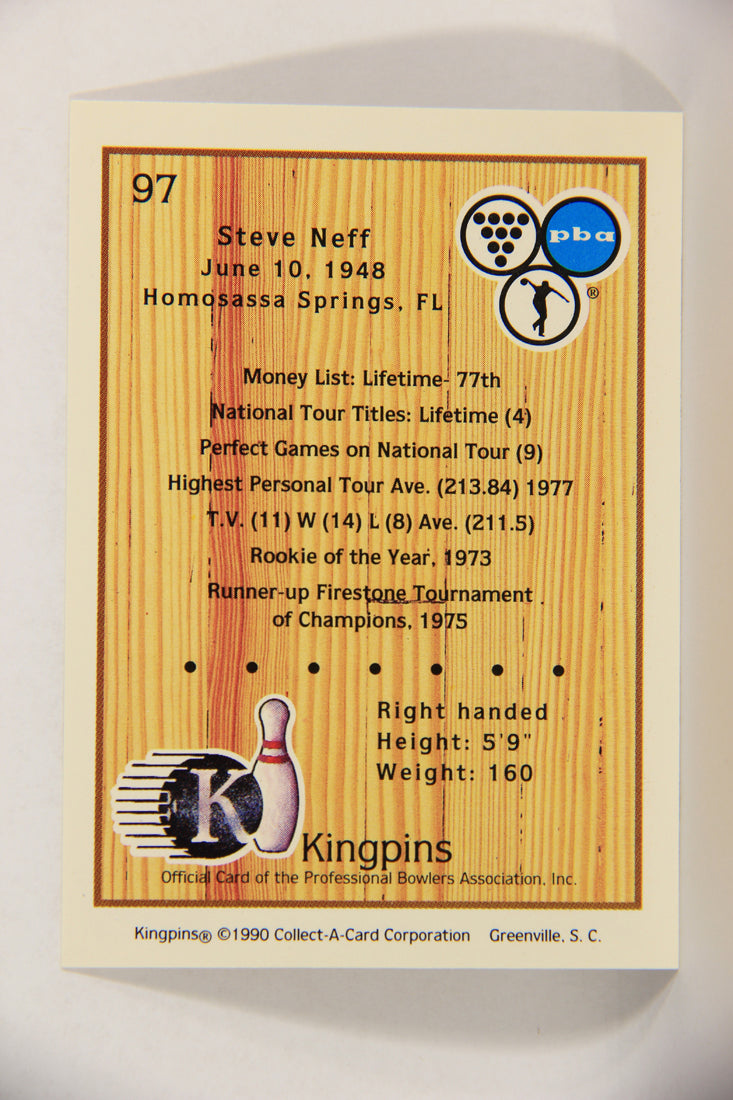 97
pba
®
Steve Neff
June 10, 1948
Homosassa Springs, FL
Money List: Lifetime- 77th
National Tour Titles: Lifetime (4)
Perfect Games on National Tour (9)
Highest Personal Tour Ave. (213.84) 1977
T.V. (11) W (14) L (8) Ave. (211.5)
Rookie of the Year, 1973
Runner-up Firestone Tournament
of Champions, 1975
Right handed
Height: 5'9"
Weight: 160
K
Kingpins
Official Card of the Professional Bowlers Association, Inc.
Kingpins® ©1990 Collect-A-Card Corporation Greenville, S. C.